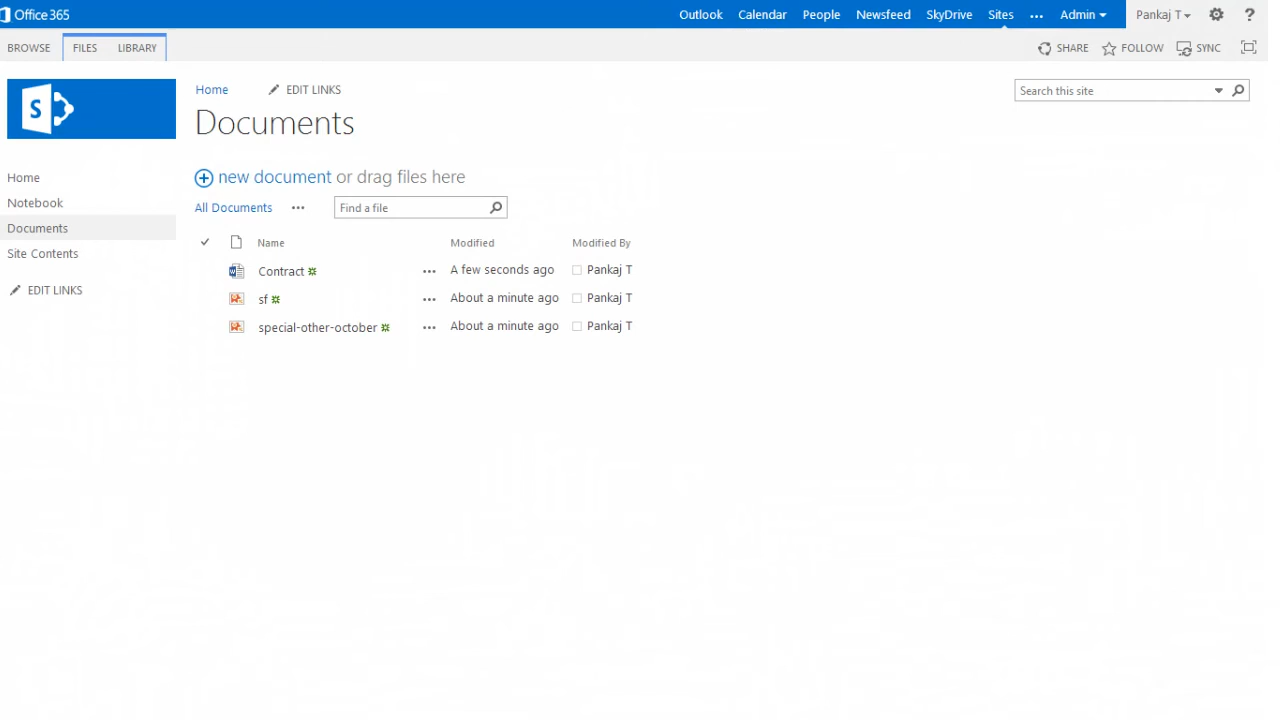 Office 365 Outlook Calendar People Newsfeed SkyDrive Sites ••• Admin Pankaj T ?
BROWSE FILES LIBRARY SHARE FOLLOW SYNC
S
Home EDIT LINKS
Search this site
Documents
Home
Notebook
Documents
Site Contents
EDIT LINKS
new document or drag files here
All Documents ••• Find a file
Name Modified Modified By
Contract ••• A few seconds ago Pankaj T
sf ••• About a minute ago Pankaj T
special-other-october ••• About a minute ago Pankaj T